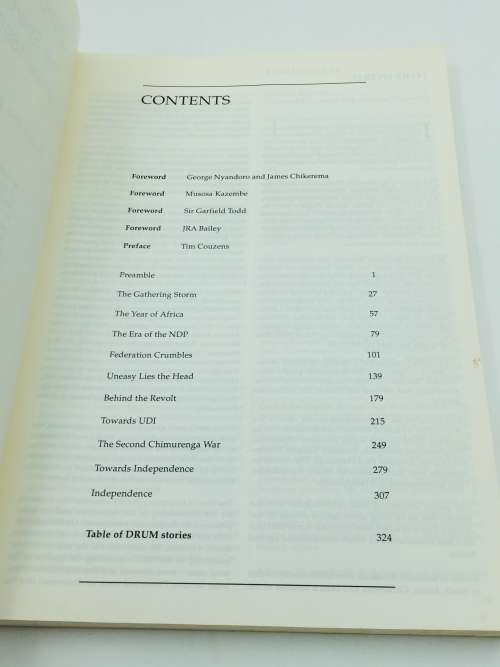 CONTENTS
Foreword George Nyandoro and James Chikerema
Foreword Musosa Kazembe
Foreword Sir Garfield Todd
Foreword JRA Bailey
Preface Tim Couzens
Preamble 1
The Gathering Storm 27
The Year of Africa 57
The Era of the NDP 79
Federation Crumbles 101
Uneasy Lies the Head 139
Behind the Revolt 179
Towards UDI 215
The Second Chimurenga War 249
Towards Independence 279
Independence 307
Table of DRUM stories 324